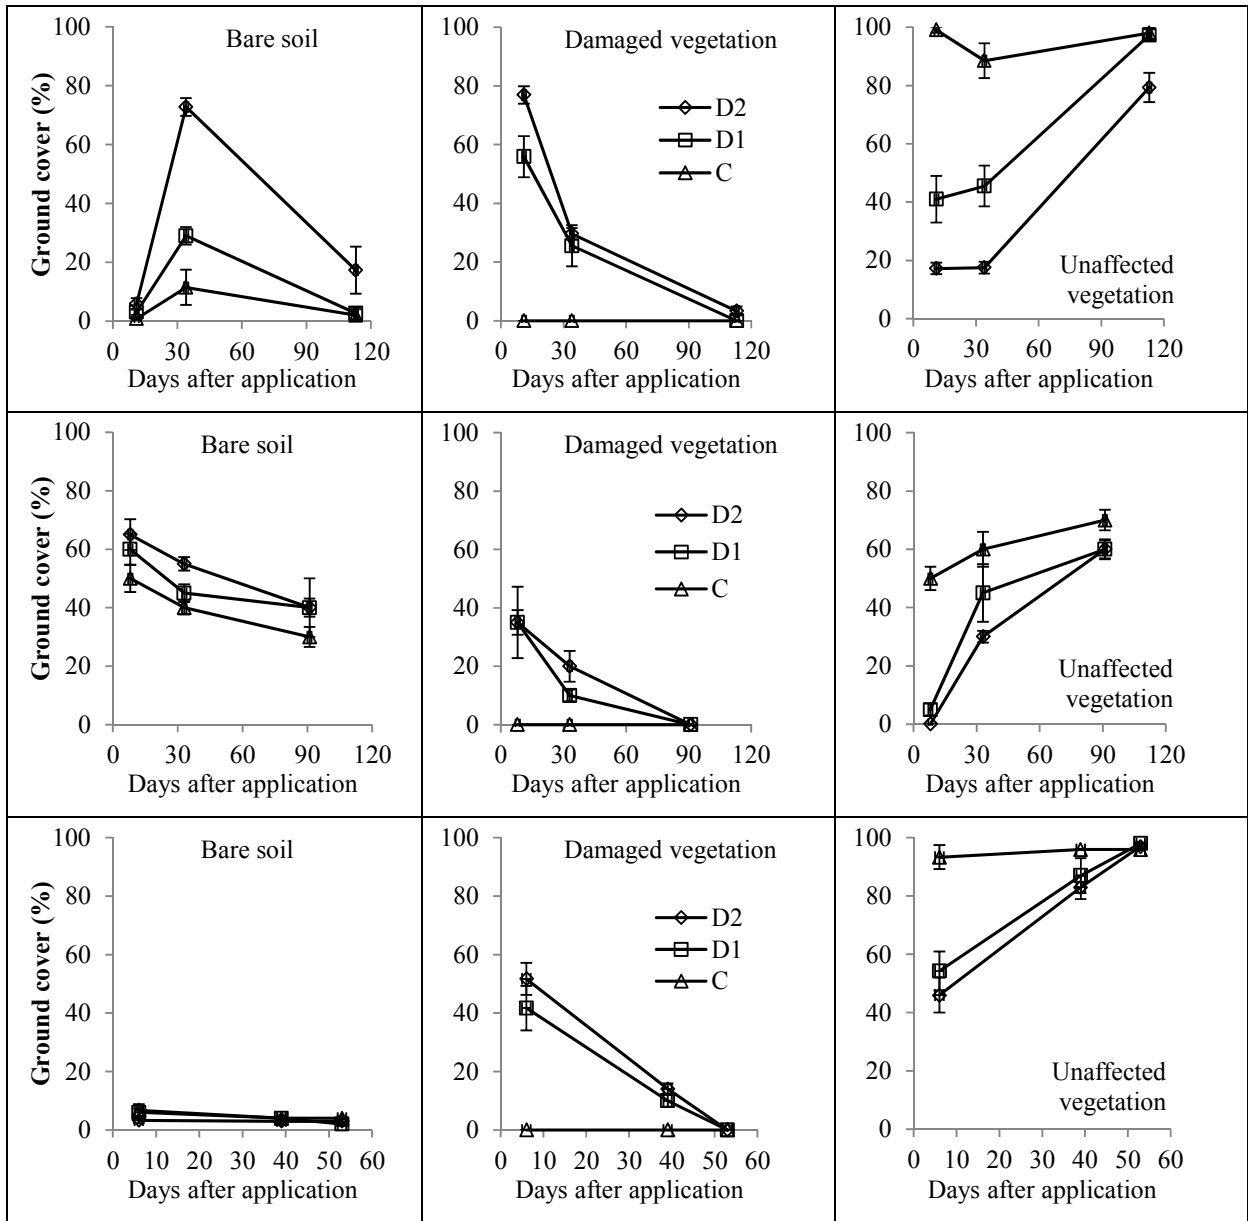 Bare soil
Ground cover (%)
100
80
60
40
20
0
0 30 60 90 120
Days after application
Damaged vegetation
100
80
60
40
20
0
D2
D1
C
0 30 60 90 120
Days after application
100
80
60
40
20
0
Unaffected
vegetation
0 30 60 90 120
Days after application
Bare soil
Ground cover (%)
100
80
60
40
20
0
0 30 60 90 120
Days after application
Damaged vegetation
100
80
60
40
20
0
D2
D1
C
0 30 60 90 120
Days after application
100
80
60
40
20
0
Unaffected
vegetation
0 30 60 90 120
Days after application
Bare soil
Ground cover (%)
100
80
60
40
20
0
0 10 20 30 40 50 60
Days after application
Damaged vegetation
100
80
60
40
20
0
D2
D1
C
0 10 20 30 40 50 60
Days after application
100
80
60
40
20
0
Unaffected
vegetation
0 10 20 30 40 50 60
Days after application